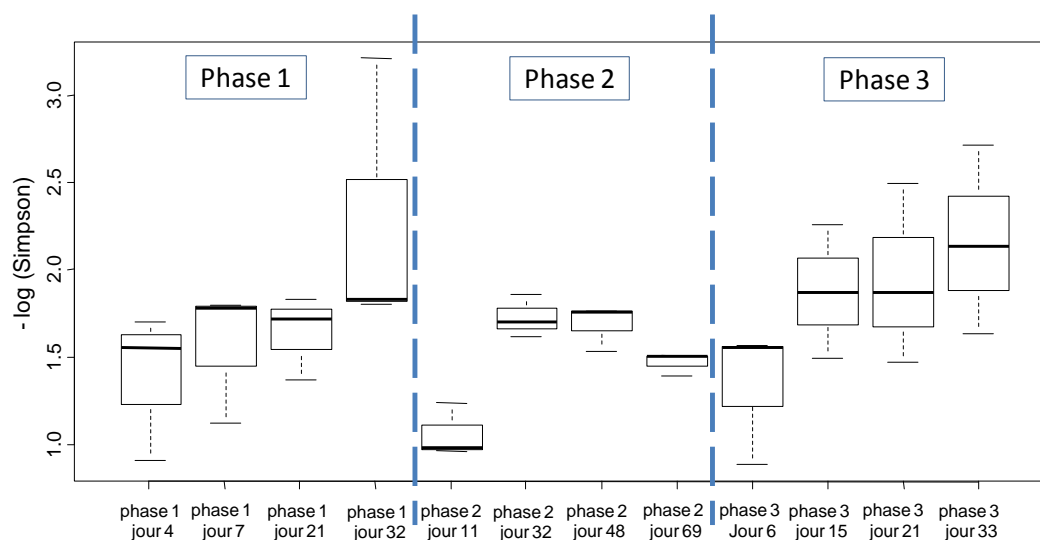 Phase 1
Phase 2
Phase 3
- log (Simpson)
3.0
2.5
2.0
1.5
1.0
phase 1
jour 4
phase 1
jour 7
phase 1
jour 21
phase 1
jour 32
phase 2
jour 11
phase 2
jour 32
phase 2
jour 48
phase 2
jour 69
phase 3
Jour 6
phase 3
jour 15
phase 3
jour 21
phase 3
jour 33